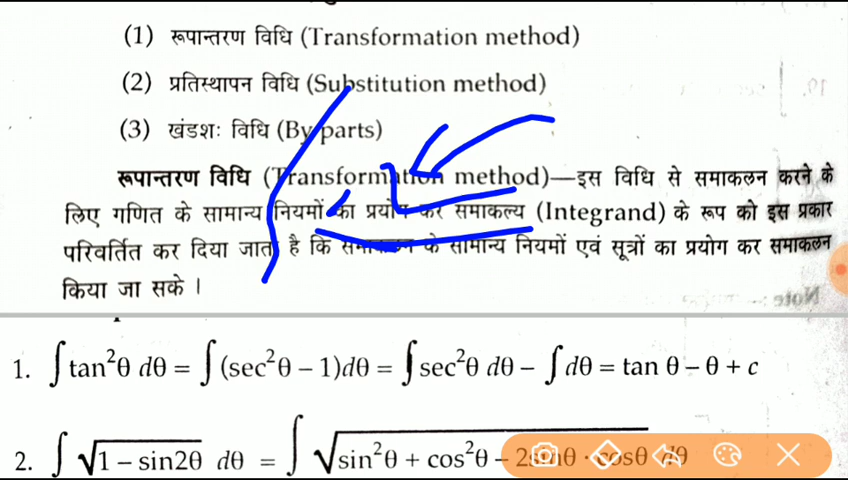 (1) रूपान्तरण विधि (Transformation method)
(2) प्रतिस्थापन विधि (Substitution method)
(3) खंडशः विधि (By parts)
रूपान्तरण विधि (Transformation method)—इस विधि से समाकलन करने के
लिए गणित के सामान्य नियमों का प्रयोग कर समाकल्य (Integrand) के रूप को इस प्रकार
परिवर्तित कर दिया जाता है कि समाकलन के सामान्य नियमों एवं सूत्रों का प्रयोग कर समाकलन
किया जा सके ।
1. ∫ tan²θ dθ = ∫ (sec²θ – 1)dθ = ∫ sec²θ dθ – ∫ dθ = tan θ – θ + c
2. ∫ √(1 – sin2θ) dθ = ∫ √(sin²θ + cos²θ – 2sinθ · cosθ) dθ